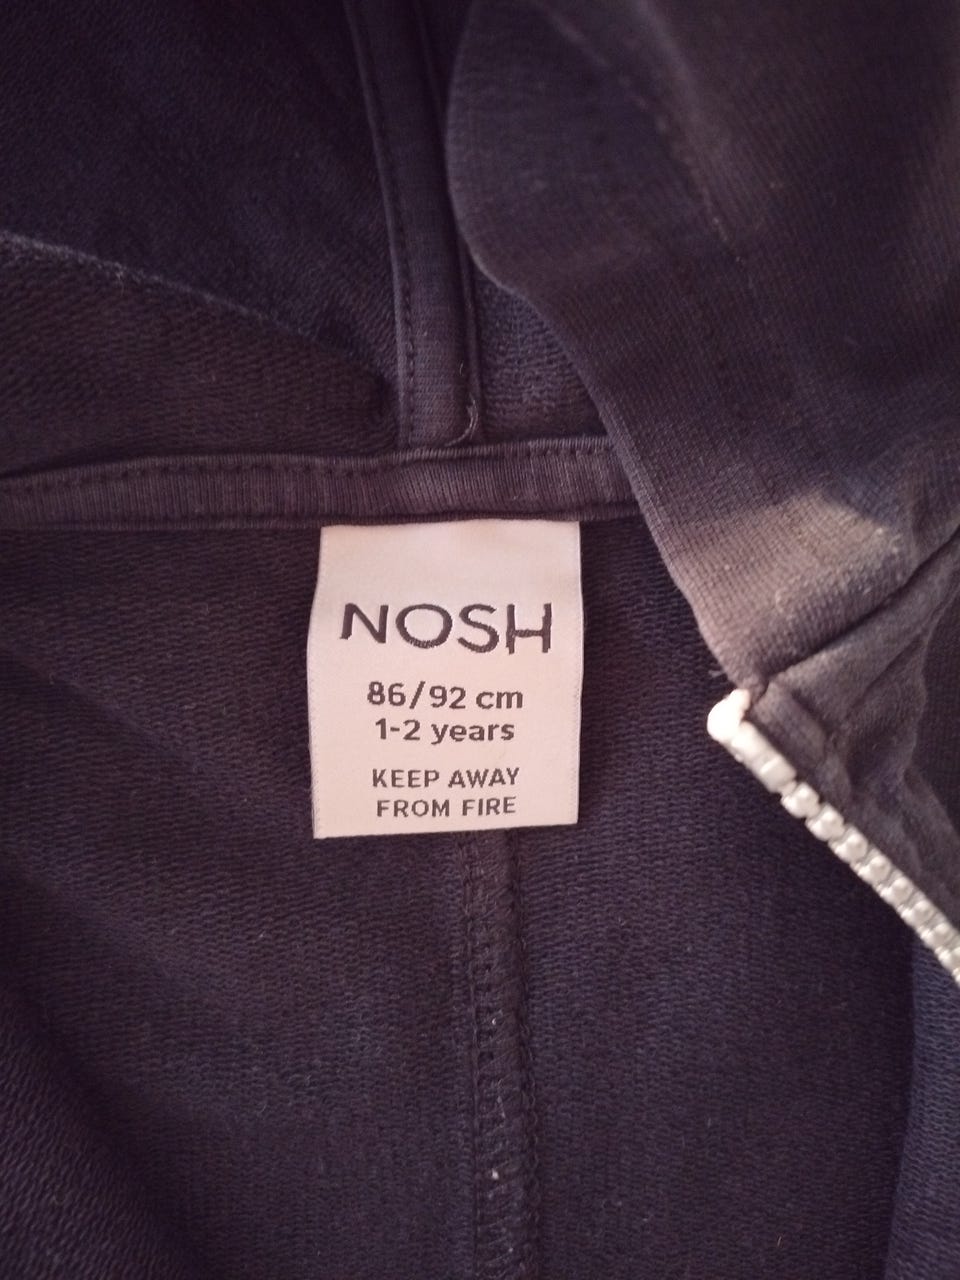 NOSH
86/92 cm
1-2 years
KEEP AWAY
FROM FIRE